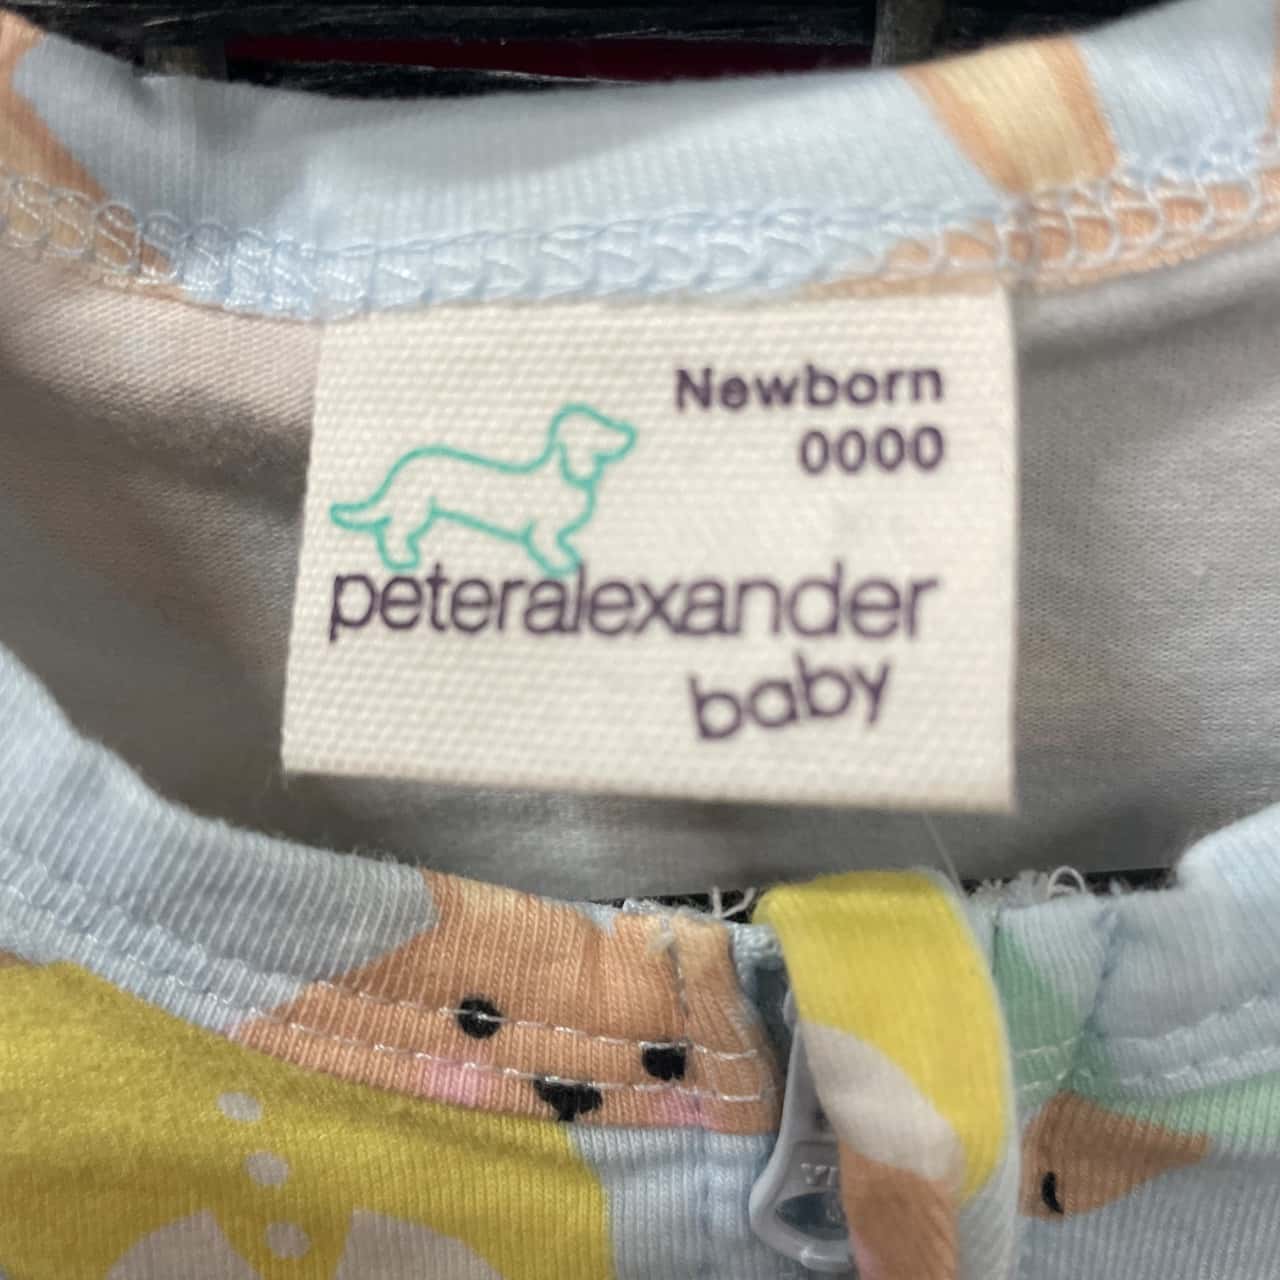 Newborn
0000
peteralexander
baby